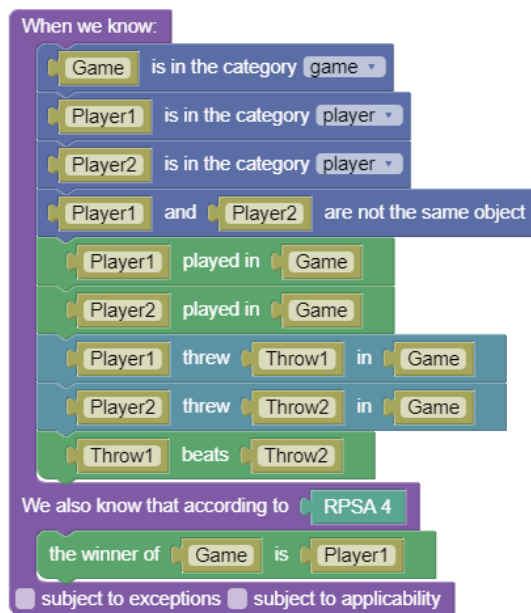 When we know:
Game is in the category game
Player1 is in the category player
Player2 is in the category player
Player1 and Player2 are not the same object
Player1 played in Game
Player2 played in Game
Player1 threw Throw1 in Game
Player2 threw Throw2 in Game
Throw1 beats Throw2
We also know that according to RPSA 4
the winner of Game is Player1
subject to exceptions subject to applicability